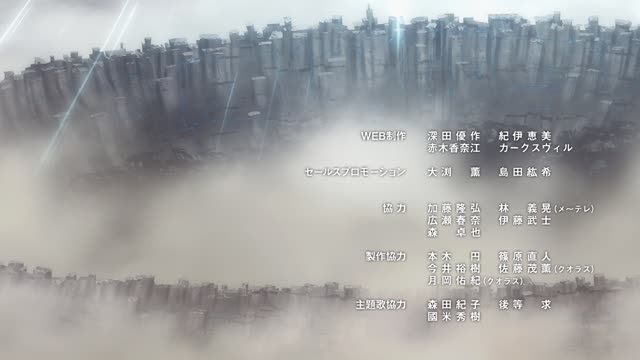 WEB制作 深田優作 紀伊恵美
赤木香奈江 カークスヴィル
セールスプロモーション 大渕 薫 島田紘希
協力 加藤隆弘 林 義晃(メ〜テレ)
広瀬春奈 伊藤武士
森 卓也
製作協力 本木 円 篠原直人
今井裕樹 佐藤茂薫(クオラス)
月岡佑紀(クオラス)
主題歌協力 森田紀子 後等 求
國米秀樹